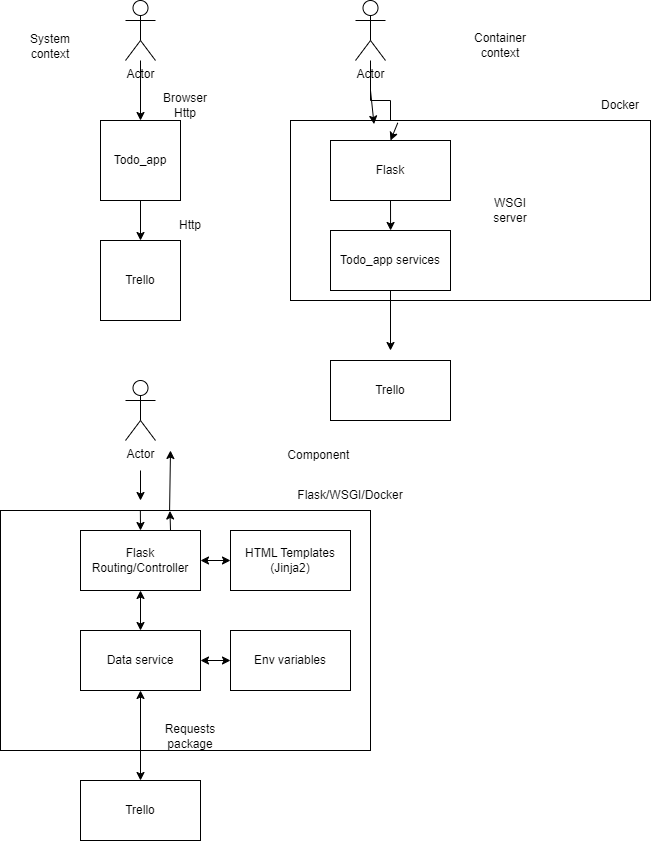 System
context
Actor
Browser
Http
Todo_app
Http
Trello
Container
context
Actor
Docker
Flask
WSGI
server
Todo_app services
Trello
Actor
Component
Flask/WSGI/Docker
Flask
Routing/Controller
HTML Templates
(Jinja2)
Data service
Env variables
Requests
package
Trello